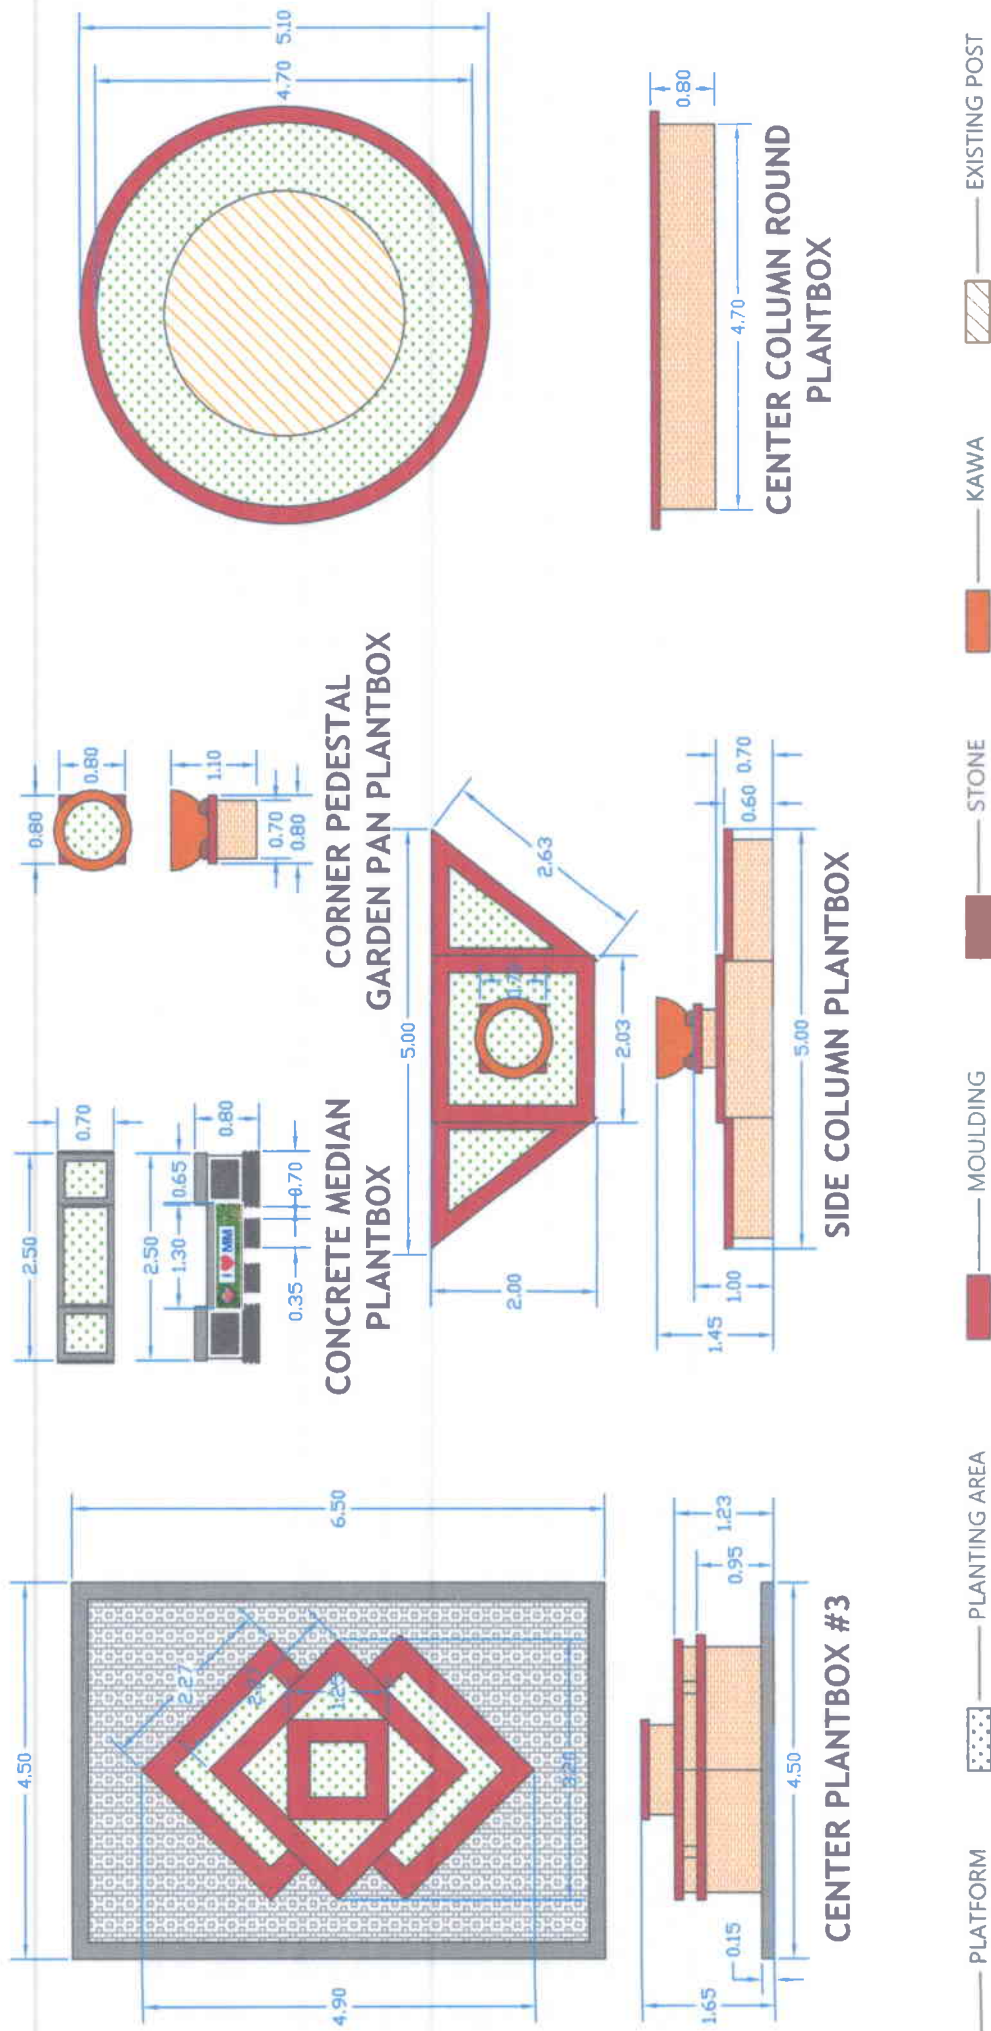 4.50
6.50
4.90
2.27
1.25
3.20
1.23
0.95
0.15
1.65
4.50
CENTER PLANTBOX #3
2.50
0.70
2.50
1.30
0.65
0.80
I ❤ MM
0.35
0.70
CONCRETE MEDIAN
PLANTBOX
0.80
0.80
1.10
0.70
0.80
CORNER PEDESTAL
GARDEN PAN PLANTBOX
5.00
2.63
2.03
2.00
0.70
0.60
1.00
1.45
5.00
SIDE COLUMN PLANTBOX
5.10
4.70
0.80
4.70
CENTER COLUMN ROUND
PLANTBOX
PLATFORM
PLANTING AREA
MOULDING
STONE
KAWA
EXISTING POST